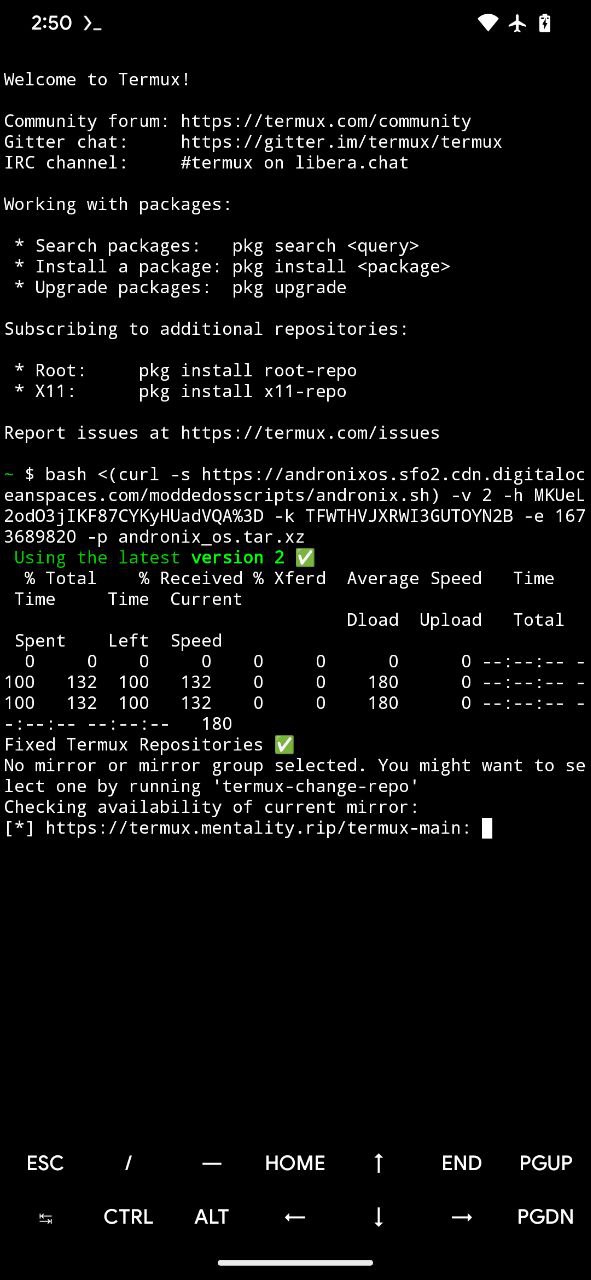 2:50 >_
Welcome to Termux!
Community forum: https://termux.com/community
Gitter chat:     https://gitter.im/termux/termux
IRC channel:     #termux on libera.chat
Working with packages:
 * Search packages:   pkg search <query>
 * Install a package: pkg install <package>
 * Upgrade packages:  pkg upgrade
Subscribing to additional repositories:
 * Root:     pkg install root-repo
 * X11:      pkg install x11-repo
Report issues at https://termux.com/issues
~ $ bash <(curl -s https://andronixos.sfo2.cdn.digitaloc
eanspaces.com/moddedosscripts/andronix.sh) -v 2 -h MKUeL
2odO3jIKF87CYKyHUadVQA%3D -k TFWTHVJXRWI3GUTOYN2B -e 167
3689820 -p andronix_os.tar.xz
 Using the latest version 2 ✅
  % Total    % Received % Xferd  Average Speed   Time
 Time     Time  Current
                                 Dload  Upload   Total
 Spent    Left  Speed
  0     0    0     0    0     0      0      0 --:--:-- -
100   132  100   132    0     0    180      0 --:--:-- -
100   132  100   132    0     0    180      0 --:--:-- -
-:--:-- --:--:--   180
Fixed Termux Repositories ✅
No mirror or mirror group selected. You might want to se
lect one by running 'termux-change-repo'
Checking availability of current mirror:
[*] https://termux.mentality.rip/termux-main:
ESC / — HOME ↑ END PGUP
↹ CTRL ALT ← ↓ → PGDN